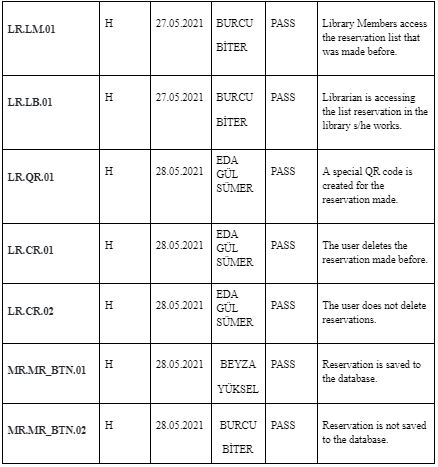 LR.LM.01 H 27.05.2021 BURCU BİTER PASS Library Members access
the reservation list that
was made before.
LR.LB.01 H 27.05.2021 BURCU BİTER PASS Librarian is accessing
the list reservation in the
library s/he works.
LR.QR.01 H 28.05.2021 EDA GÜL SÜMER PASS A special QR code is
created for the
reservation made.
LR.CR.01 H 28.05.2021 EDA GÜL SÜMER PASS The user deletes the
reservation made before.
LR.CR.02 H 28.05.2021 EDA GÜL SÜMER PASS The user does not delete
reservations.
MR.MR_BTN.01 H 28.05.2021 BEYZA YÜKSEL PASS Reservation is saved to
the database.
MR.MR_BTN.02 H 28.05.2021 BURCU BİTER PASS Reservation is not saved
to the database.